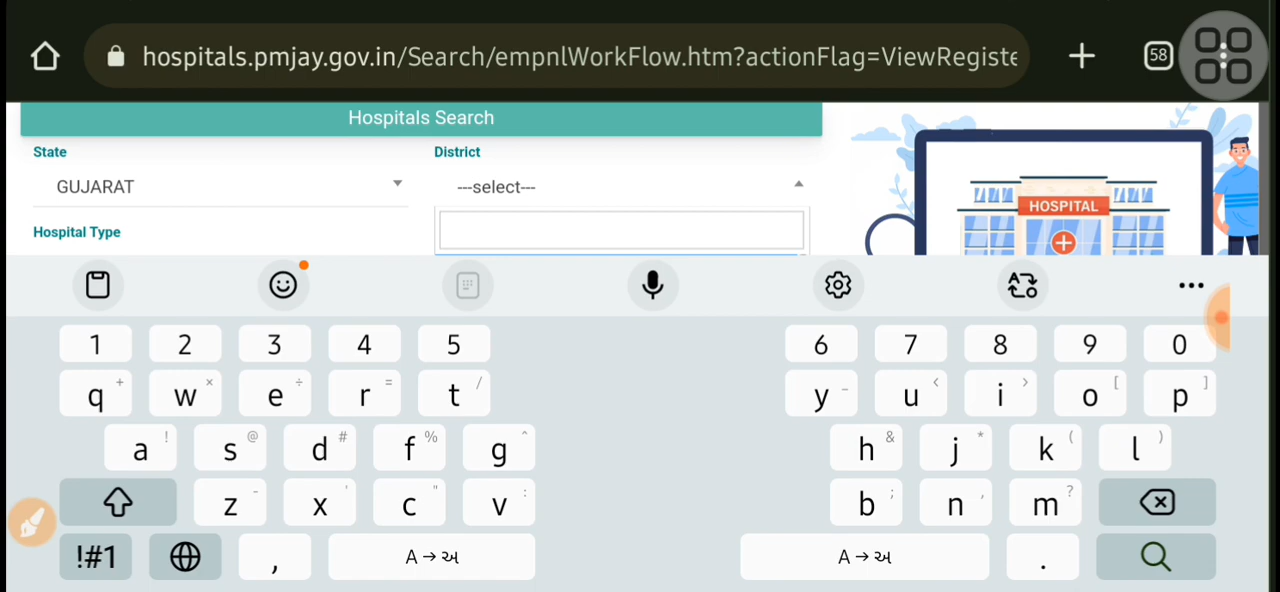 hospitals.pmjay.gov.in/Search/empnlWorkFlow.htm?actionFlag=ViewRegiste
58
Hospitals Search
State
District
GUJARAT
---select---
Hospital Type
HOSPITAL
1 2 3 4 5 6 7 8 9 0
q + w × e ÷ r = t / y _ u < i > o [ p ]
a ! s @ d # f % g ^ h & j * k ( l )
z - x ' c " v : b ; n , m ?
!#1 , A → અ A → અ .